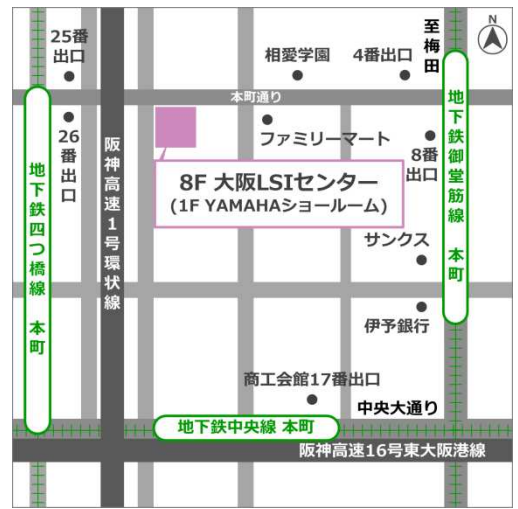 25番
出口
相愛学園
4番出口
至梅田
N
本町通り
26番出口
ファミリーマート
8番
出口
地下鉄御堂筋線 本町
阪神高速1号環状線
地下鉄四つ橋線 本町
8F 大阪LSIセンター
(1F YAMAHAショールーム)
サンクス
伊予銀行
商工会館17番出口
中央大通り
地下鉄中央線 本町
阪神高速16号東大阪港線